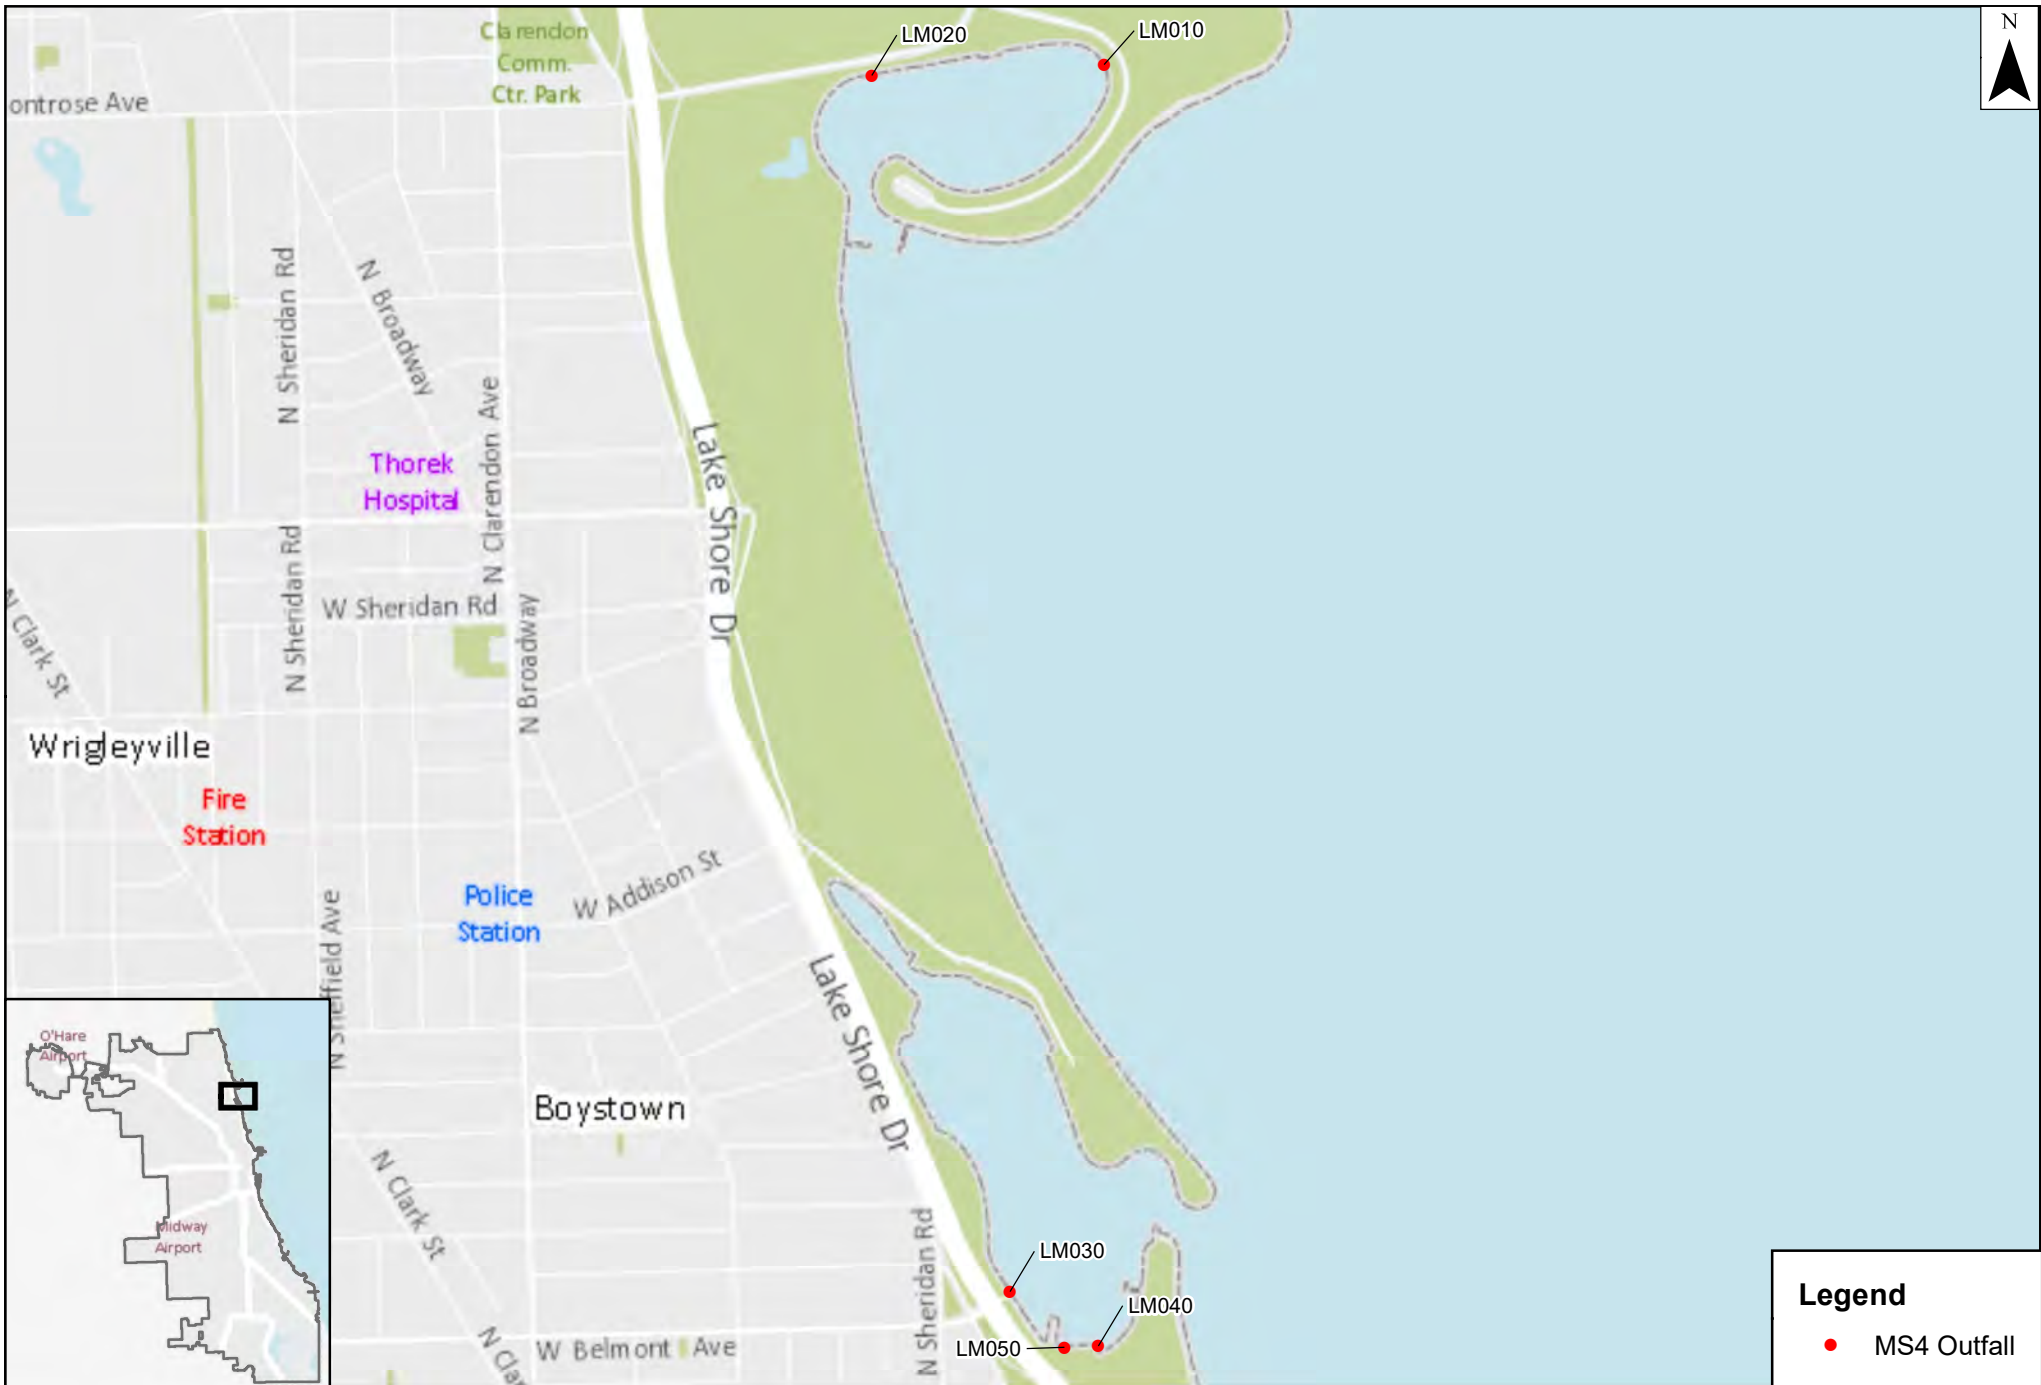 Clarendon
Comm.
Ctr. Park
LM020
LM010
N
ontrose Ave
N Sheridan Rd
N Broadway
N Clarendon Ave
Thorek
Hospital
Lake Shore Dr
N Sheridan Rd
W Sheridan Rd
N Clark St
N Broadway
Wrigleyville
Fire
Station
Police
Station
W Addison St
N Sheffield Ave
Lake Shore Dr
O'Hare
Airport
Midway
Airport
Boystown
N Clark St
N Sheridan Rd
LM030
LM040
LM050
W Belmont Ave
N Clar
Legend
MS4 Outfall